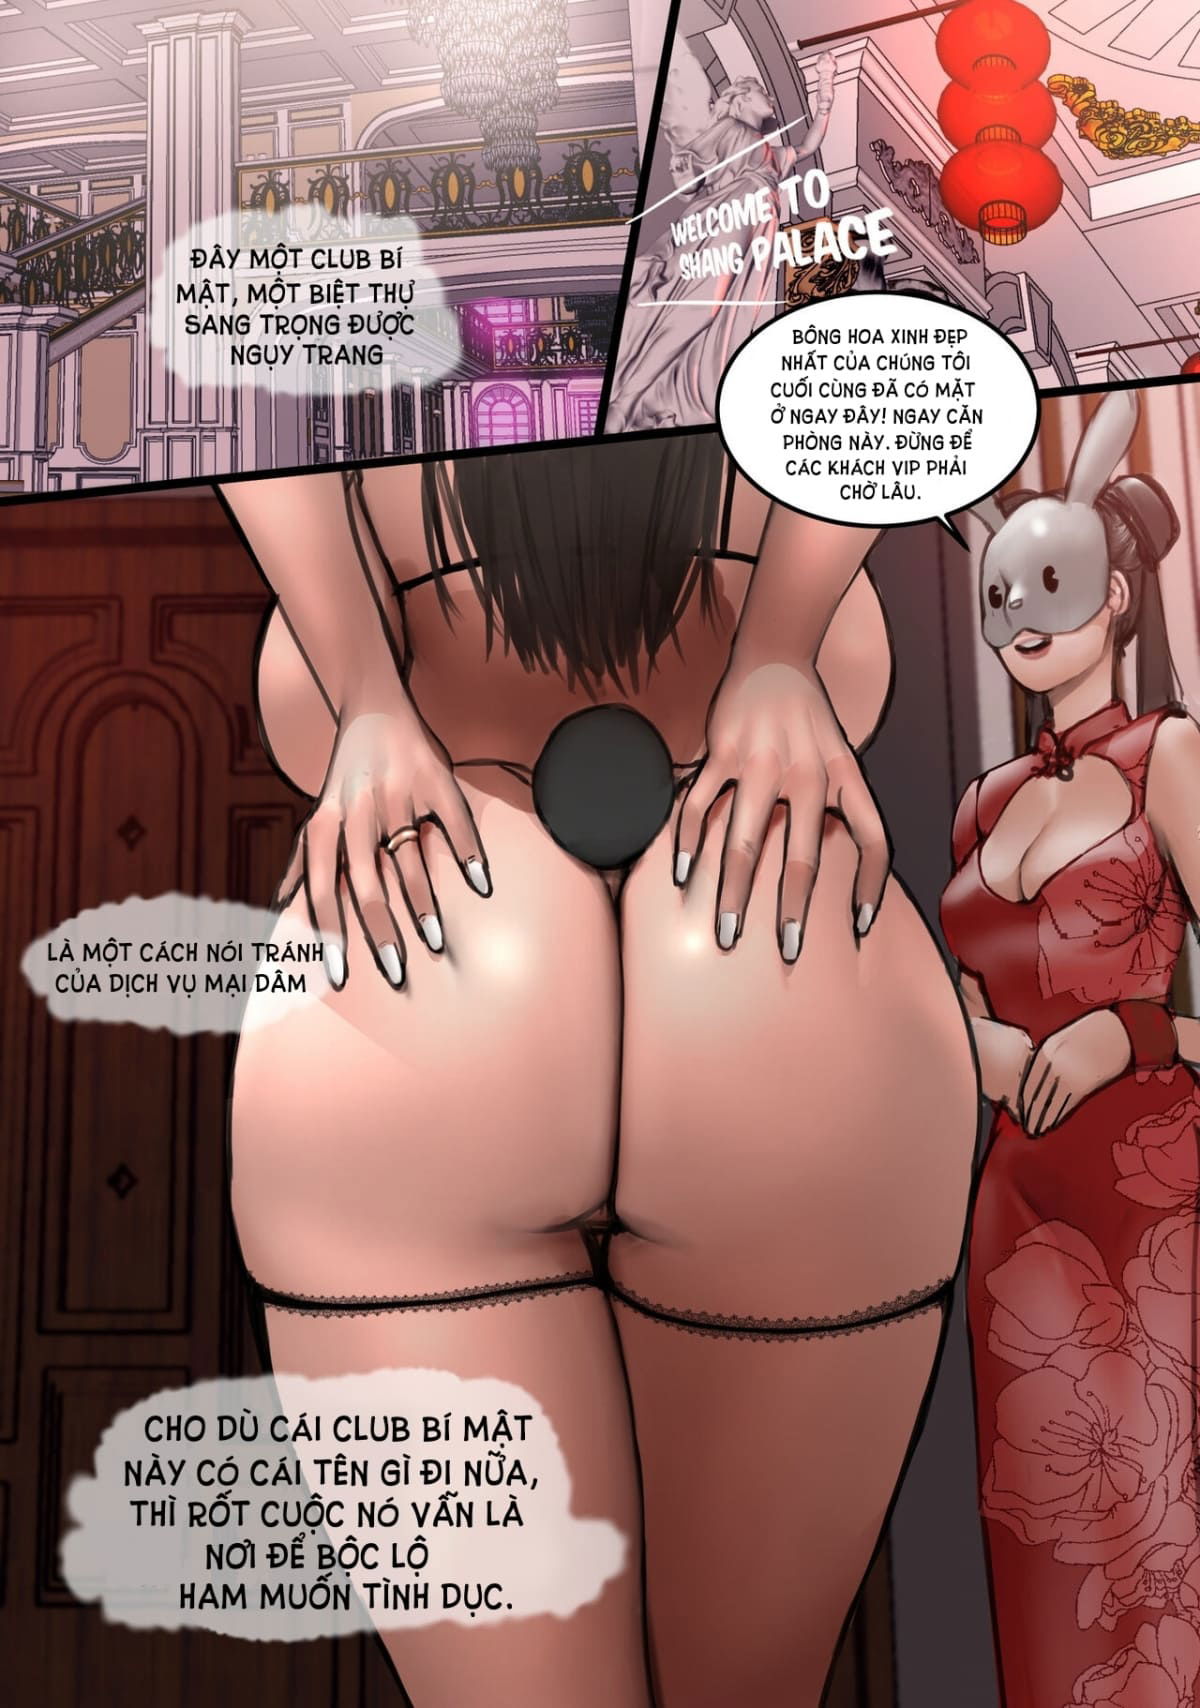 WELCOME TO
SHANG PALACE
ĐÂY MỘT CLUB BÍ
MẬT, MỘT BIỆT THỰ
SANG TRỌNG ĐƯỢC
NGỤY TRANG
BÔNG HOA XINH ĐẸP
NHẤT CỦA CHÚNG TÔI
CUỐI CÙNG ĐÃ CÓ MẶT
Ở NGAY ĐÂY! NGAY CĂN
PHÒNG NÀY. ĐỪNG ĐỂ
CÁC KHÁCH VIP PHẢI
CHỜ LÂU.
LÀ MỘT CÁCH NÓI TRÁNH
CỦA DỊCH VỤ MẠI DÂM
CHO DÙ CÁI CLUB BÍ MẬT
NÀY CÓ CÁI TÊN GÌ ĐI NỮA,
THÌ RỐT CUỘC NÓ VẪN LÀ
NƠI ĐỂ BỘC LỘ
HAM MUỐN TÌNH DỤC.